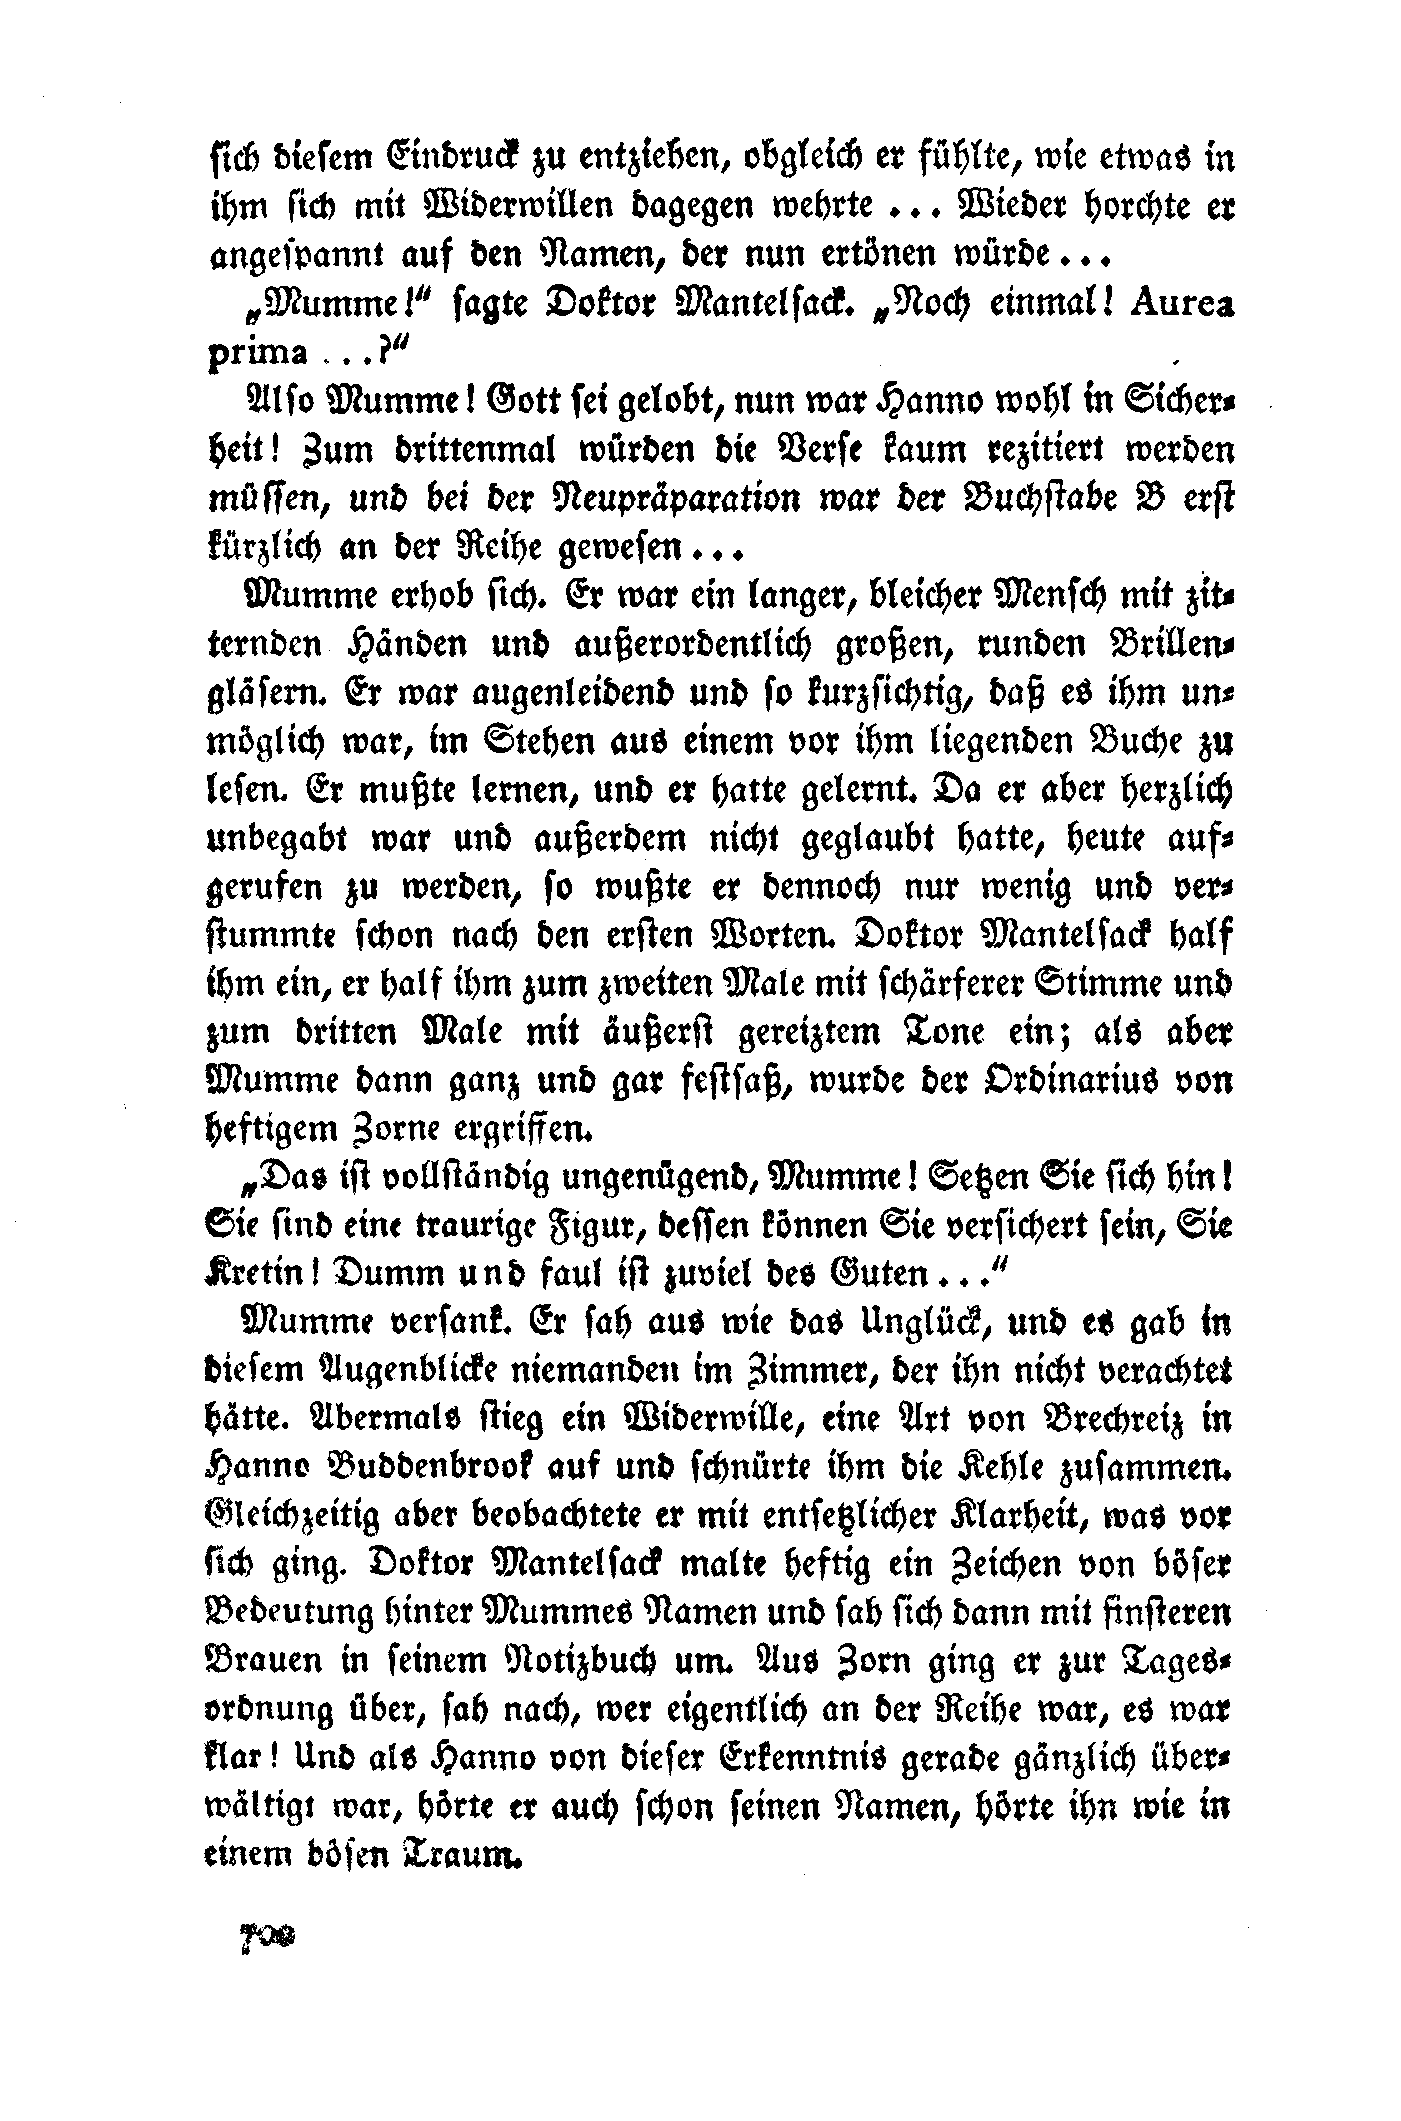 sich diesem Eindruck zu entziehen, obgleich er fühlte, wie etwas in
ihm sich mit Widerwillen dagegen wehrte ... Wieder horchte er
angespannt auf den Namen, der nun ertönen würde ...
„Mumme!“ sagte Doktor Mantelsack. „Noch einmal! Aurea
prima ...?“
Also Mumme! Gott sei gelobt, nun war Hanno wohl in Sicher-
heit! Zum drittenmal würden die Verse kaum rezitiert werden
müssen, und bei der Neupräparation war der Buchstabe B erst
kürzlich an der Reihe gewesen ...
Mumme erhob sich. Er war ein langer, bleicher Mensch mit zit-
ternden Händen und außerordentlich großen, runden Brillen-
gläsern. Er war augenleidend und so kurzsichtig, daß es ihm un-
möglich war, im Stehen aus einem vor ihm liegenden Buche zu
lesen. Er mußte lernen, und er hatte gelernt. Da er aber herzlich
unbegabt war und außerdem nicht geglaubt hatte, heute auf-
gerufen zu werden, so wußte er dennoch nur wenig und ver-
stummte schon nach den ersten Worten. Doktor Mantelsack half
ihm ein, er half ihm zum zweiten Male mit schärferer Stimme und
zum dritten Male mit äußerst gereiztem Tone ein; als aber
Mumme dann ganz und gar festsaß, wurde der Ordinarius von
heftigem Zorne ergriffen.
„Das ist vollständig ungenügend, Mumme! Setzen Sie sich hin!
Sie sind eine traurige Figur, dessen können Sie versichert sein, Sie
Kretin! Dumm und faul ist zuviel des Guten ...“
Mumme versank. Er sah aus wie das Unglück, und es gab in
diesem Augenblicke niemanden im Zimmer, der ihn nicht verachtet
hätte. Abermals stieg ein Widerwille, eine Art von Brechreiz in
Hanno Buddenbrook auf und schnürte ihm die Kehle zusammen.
Gleichzeitig aber beobachtete er mit entsetzlicher Klarheit, was vor
sich ging. Doktor Mantelsack malte heftig ein Zeichen von böser
Bedeutung hinter Mummes Namen und sah sich dann mit finsteren
Brauen in seinem Notizbuch um. Aus Zorn ging er zur Tages-
ordnung über, sah nach, wer eigentlich an der Reihe war, es war
klar! Und als Hanno von dieser Erkenntnis gerade gänzlich über-
wältigt war, hörte er auch schon seinen Namen, hörte ihn wie in
einem bösen Traum.